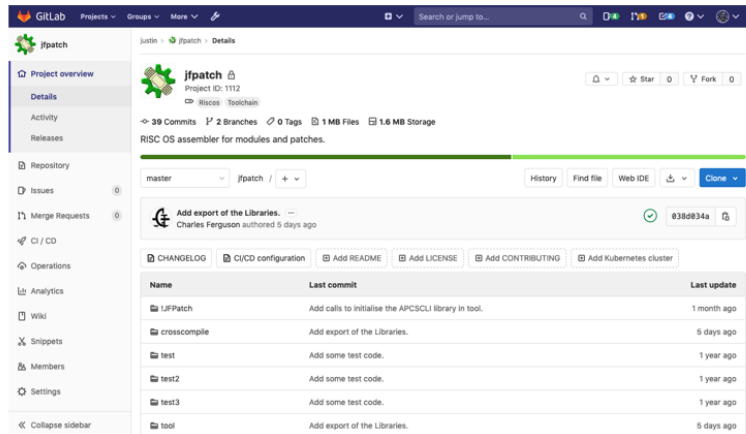 GitLab Projects Groups More Search or jump to... 4 1 4
jfpatch
justin > jfpatch > Details
Project overview
Details
Activity
Releases
Repository
Issues 0
Merge Requests 0
CI / CD
Operations
Analytics
Wiki
Snippets
Members
Settings
Collapse sidebar
jfpatch
Project ID: 1112
Riscos Toolchain
Star 0 Fork 0
39 Commits 2 Branches 0 Tags 1 MB Files 1.6 MB Storage
RISC OS assembler for modules and patches.
master jfpatch / + History Find file Web IDE Clone
Add export of the Libraries. ...
Charles Ferguson authored 5 days ago
038d034a
CHANGELOG CI/CD configuration Add README Add LICENSE Add CONTRIBUTING Add Kubernetes cluster
Name Last commit Last update
!JFPatch Add calls to initialise the APCSCLI library in tool. 1 month ago
crosscompile Add export of the Libraries. 5 days ago
test Add some test code. 1 year ago
test2 Add some test code. 1 year ago
test3 Add some test code. 1 year ago
tool Add export of the Libraries. 5 days ago